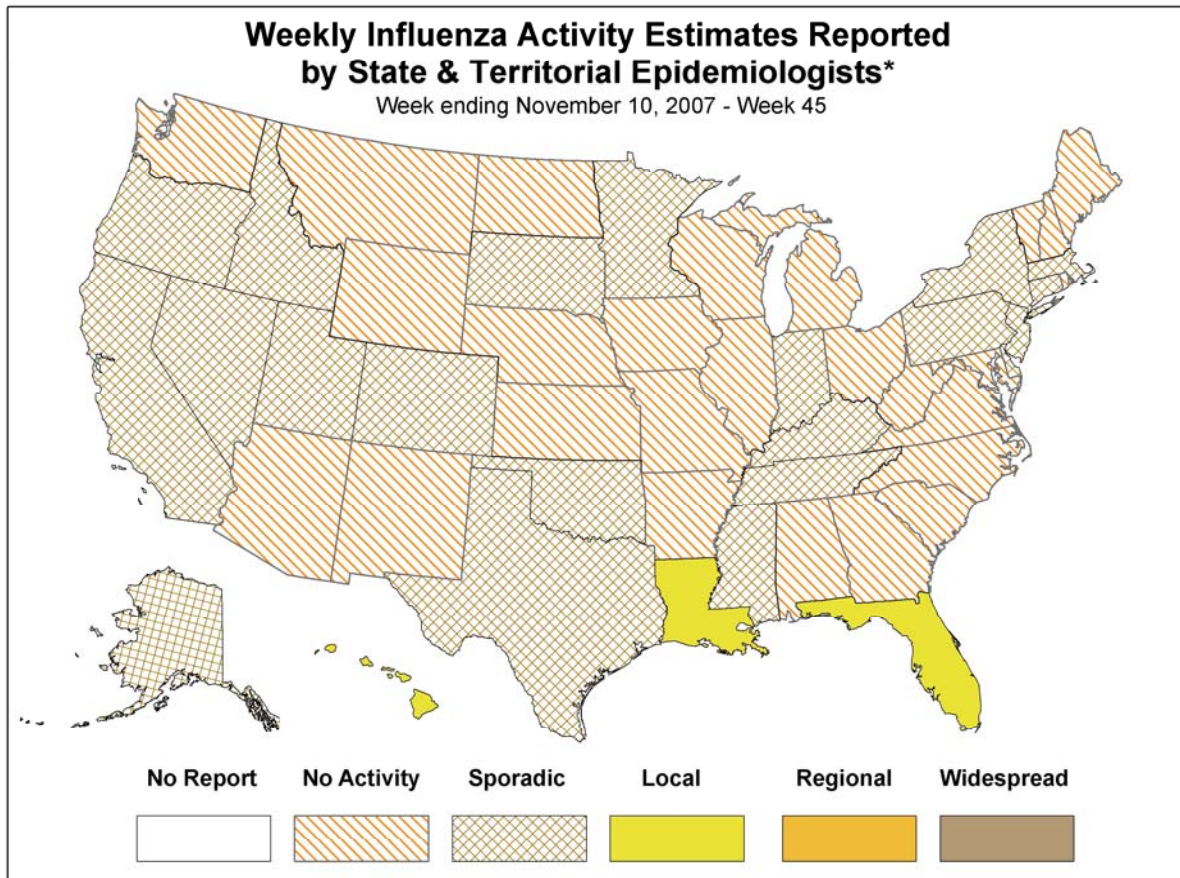 Weekly Influenza Activity Estimates Reported
by State & Territorial Epidemiologists*
Week ending November 10, 2007 - Week 45
No Report No Activity Sporadic Local Regional Widespread